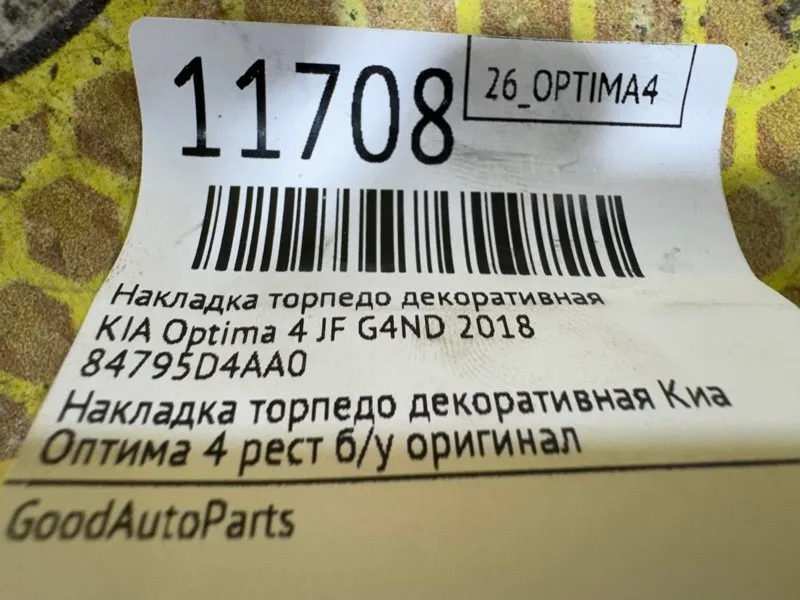 11708
26_OPTIMA4
Накладка торпедо декоративная
KIA Optima 4 JF G4ND 2018
84795D4AA0
Накладка торпедо декоративная Киа
Оптима 4 рест б/у оригинал
GoodAutoParts